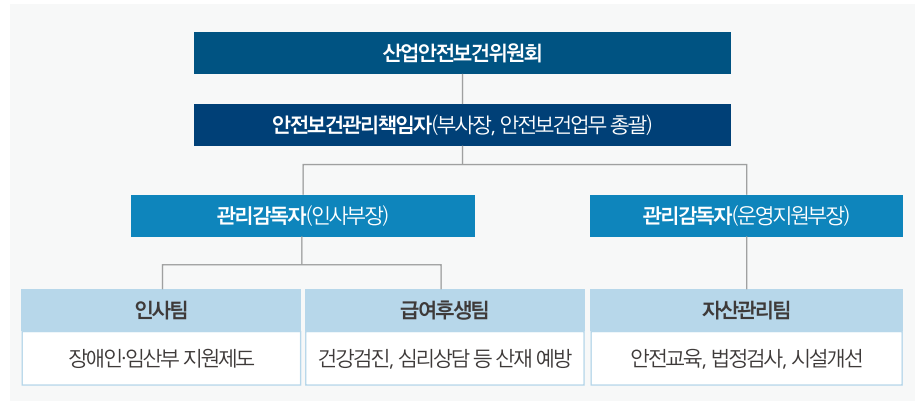 산업안전보건위원회
안전보건관리책임자(부사장, 안전보건업무 총괄)
관리감독자(인사부장)
관리감독자(운영지원부장)
인사팀
장애인·임산부 지원제도
급여후생팀
건강검진, 심리상담 등 산재 예방
자산관리팀
안전교육, 법정검사, 시설개선